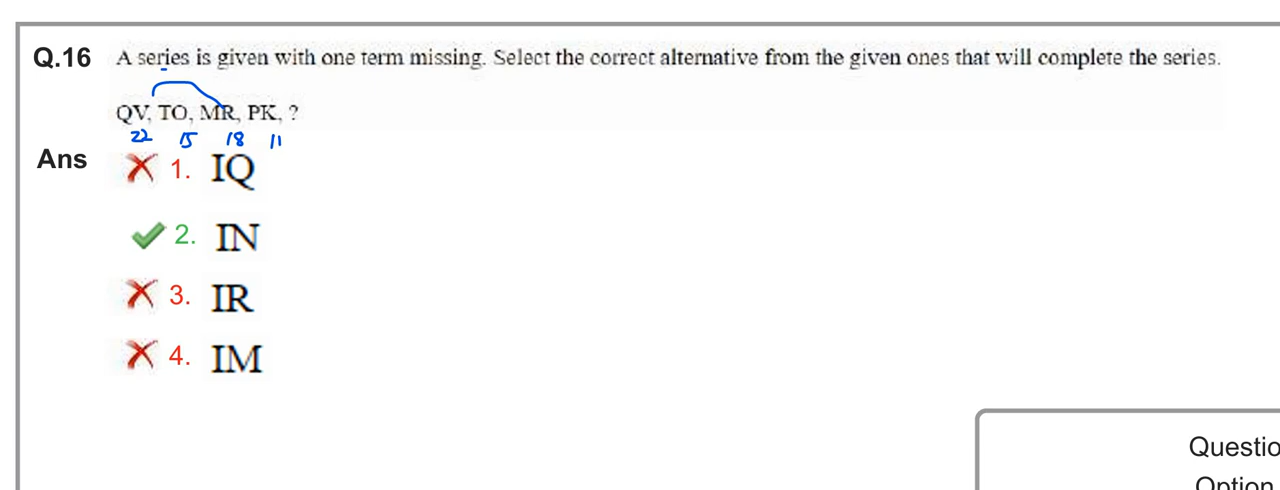 Q.16 A series is given with one term missing. Select the correct alternative from the given ones that will complete the series.
QV, TO, MR, PK, ?
22 15 18 11
Ans
1. IQ
2. IN
3. IR
4. IM
Questio
Option